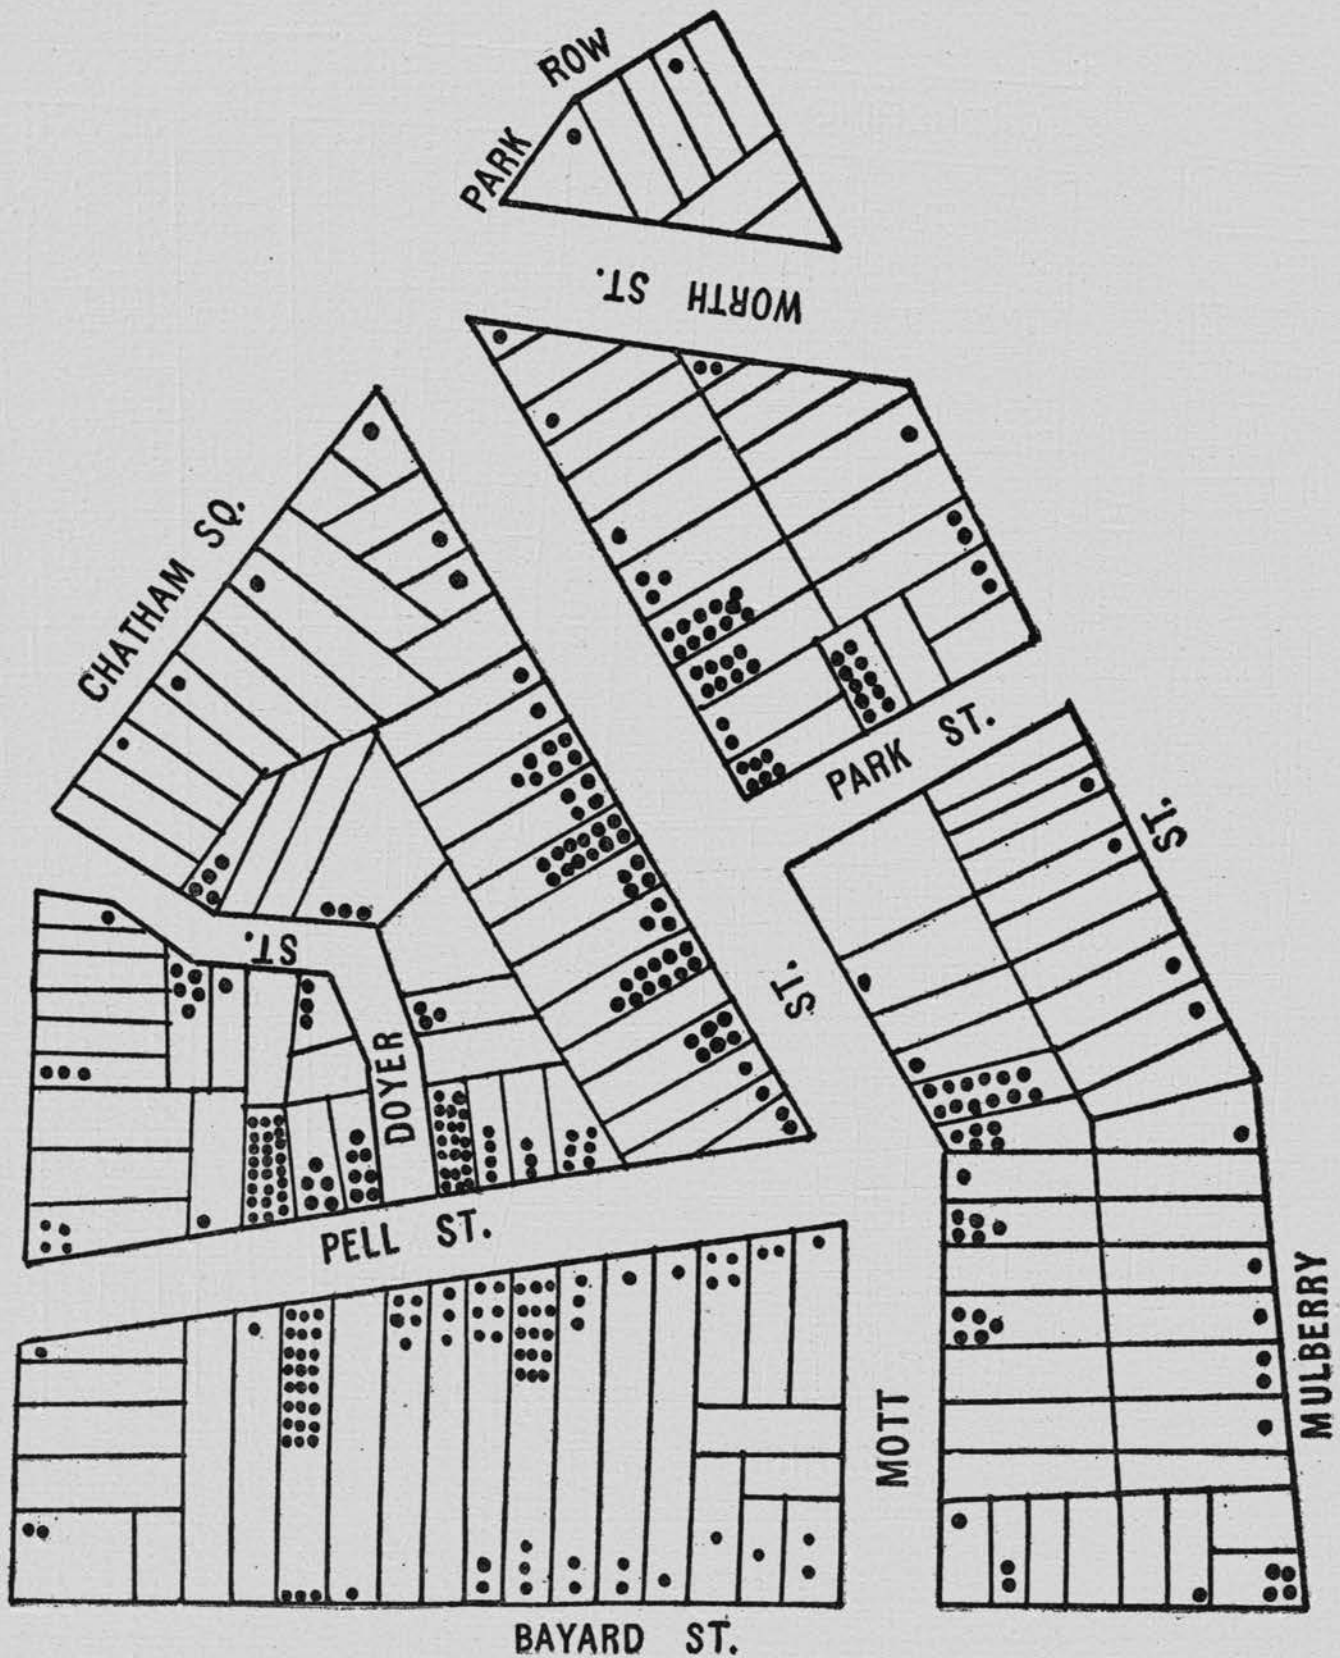 PARK ROW
WORTH ST.
CHATHAM SQ.
PARK ST.
ST.
ST.
ST.
DOYER
PELL ST.
MOTT
MULBERRY
BAYARD ST.